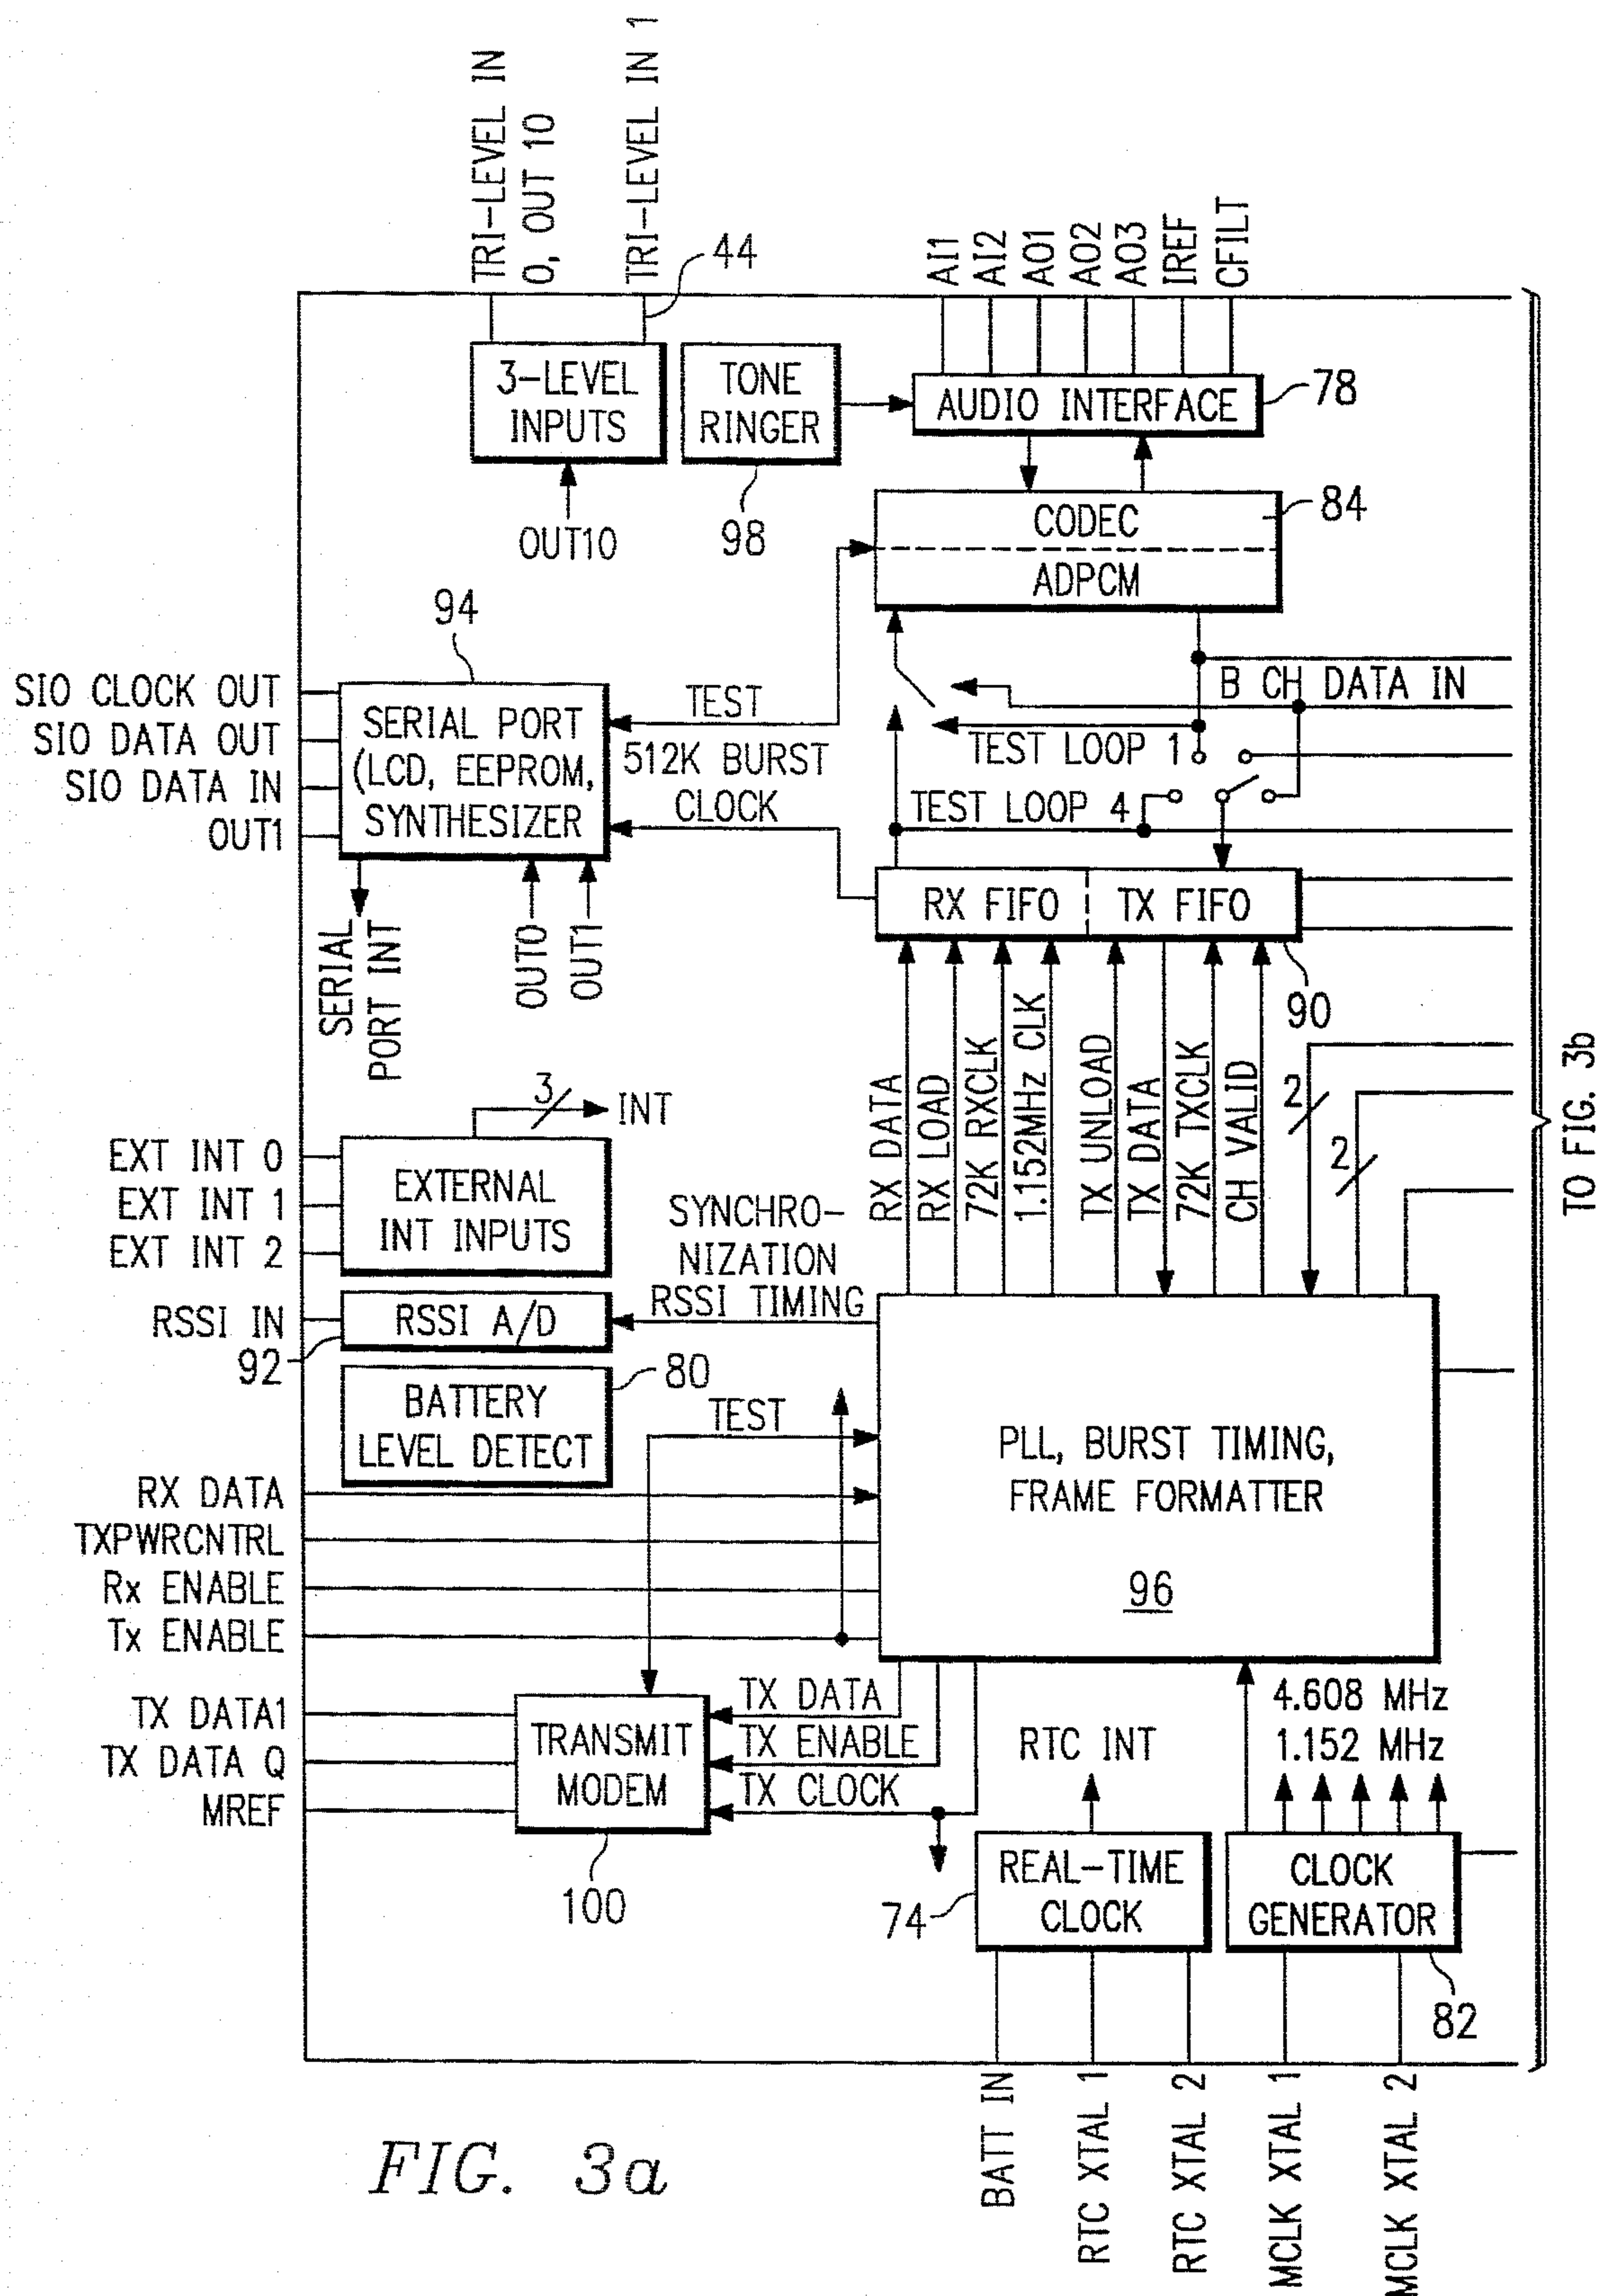 TRI-LEVEL IN
0, OUT 10
TRI-LEVEL IN 1
44
AI1
AI2
AO1
AO2
AO3
IREF
CFILT
3-LEVEL
INPUTS
TONE
RINGER
AUDIO INTERFACE
78
OUT10
98
CODEC
ADPCM
84
94
SIO CLOCK OUT
SIO DATA OUT
SIO DATA IN
OUT1
SERIAL PORT
(LCD, EEPROM,
SYNTHESIZER
TEST
512K BURST
CLOCK
B CH DATA IN
TEST LOOP 1
TEST LOOP 4
RX FIFO
TX FIFO
90
SERIAL
PORT INT
OUT0
OUT1
RX DATA
RX LOAD
72K RXCLK
1.152MHz CLK
TX UNLOAD
TX DATA
72K TXCLK
CH VALID
2
2
TO FIG. 3b
3
INT
EXT INT 0
EXT INT 1
EXT INT 2
EXTERNAL
INT INPUTS
SYNCHRO-
NIZATION
RSSI TIMING
RSSI IN
92
RSSI A/D
BATTERY
LEVEL DETECT
80
TEST
PLL, BURST TIMING,
FRAME FORMATTER
96
RX DATA
TXPWRCNTRL
Rx ENABLE
Tx ENABLE
TX DATA1
TX DATA Q
MREF
TRANSMIT
MODEM
100
TX DATA
TX ENABLE
TX CLOCK
RTC INT
4.608 MHz
1.152 MHz
REAL-TIME
CLOCK
74
CLOCK
GENERATOR
82
BATT IN
RTC XTAL 1
RTC XTAL 2
MCLK XTAL 1
MCLK XTAL 2
FIG. 3a